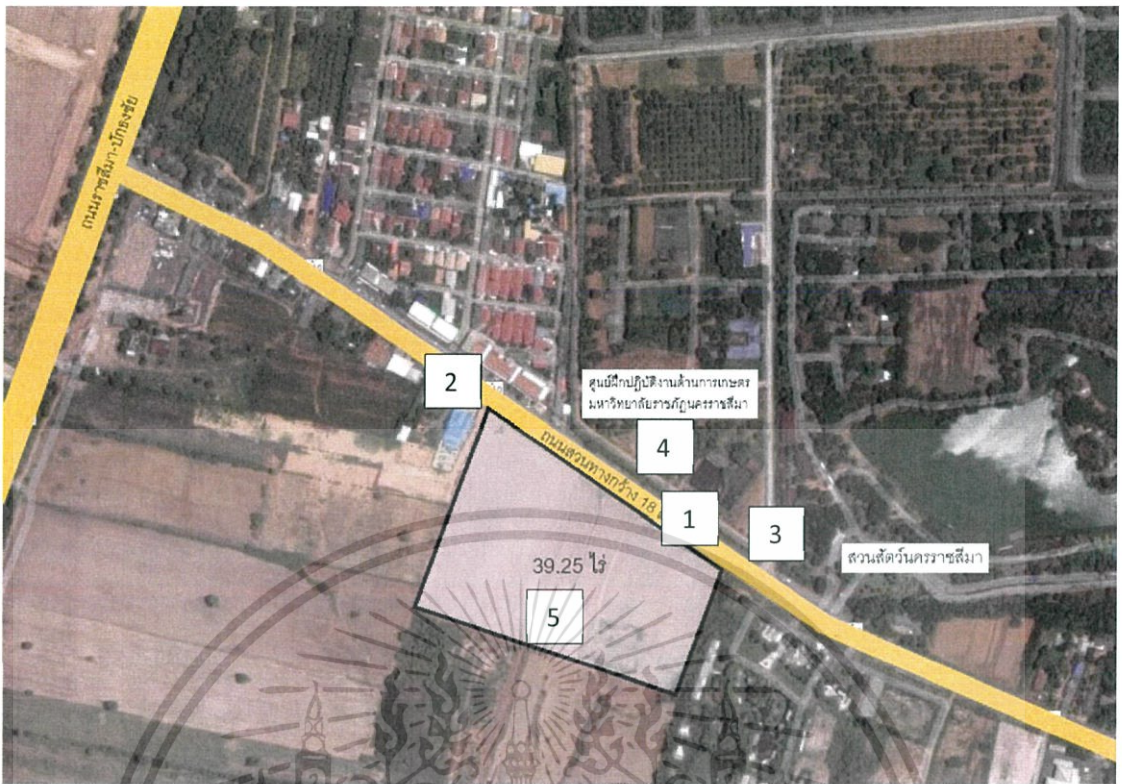 ถนนราชสีมา-ปักธงชัย
2
ศูนย์ฝึกปฏิบัติงานด้านการเกษตร
มหาวิทยาลัยราชภัฏนครราชสีมา
4
ถนนสวนทางกว้าง 18
1
3
สวนสัตว์นครราชสีมา
39.25 ไร่
5